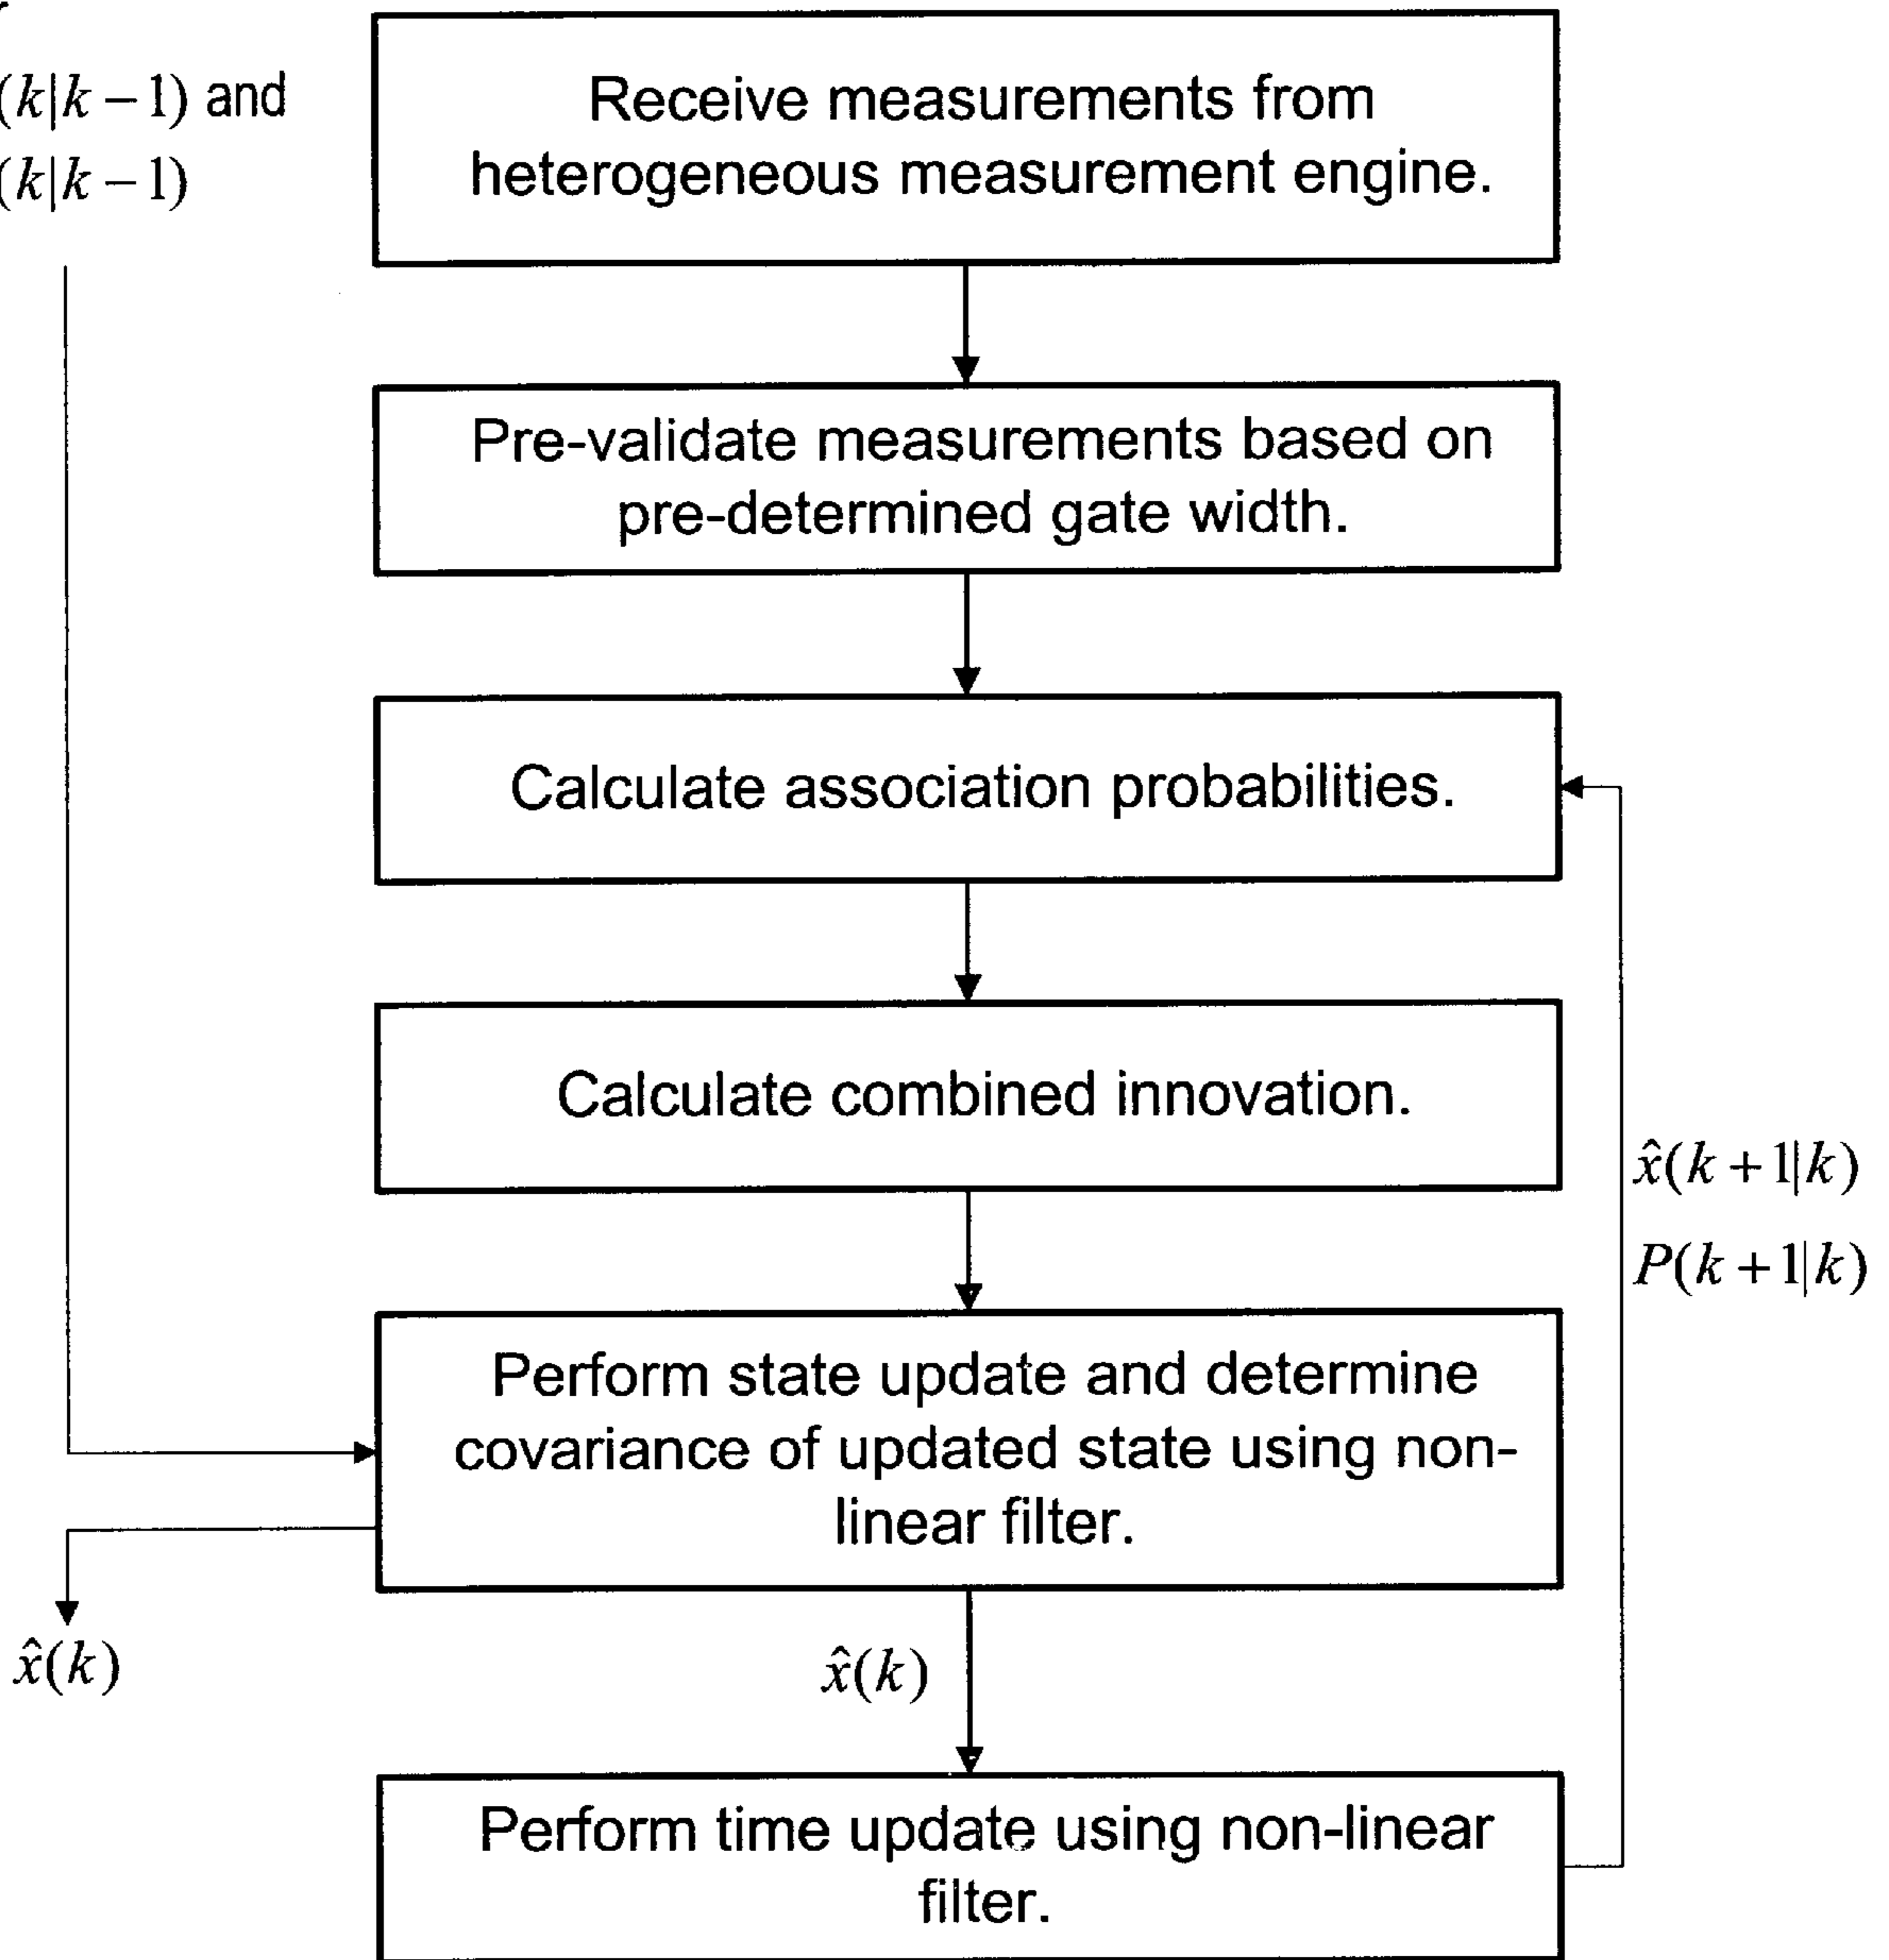 (k|k − 1) and
(k|k − 1)
Receive measurements from
heterogeneous measurement engine.
Pre-validate measurements based on
pre-determined gate width.
Calculate association probabilities.
Calculate combined innovation.
x̂(k + 1|k)
P(k + 1|k)
Perform state update and determine
covariance of updated state using non-
linear filter.
x̂(k)
x̂(k)
Perform time update using non-linear
filter.